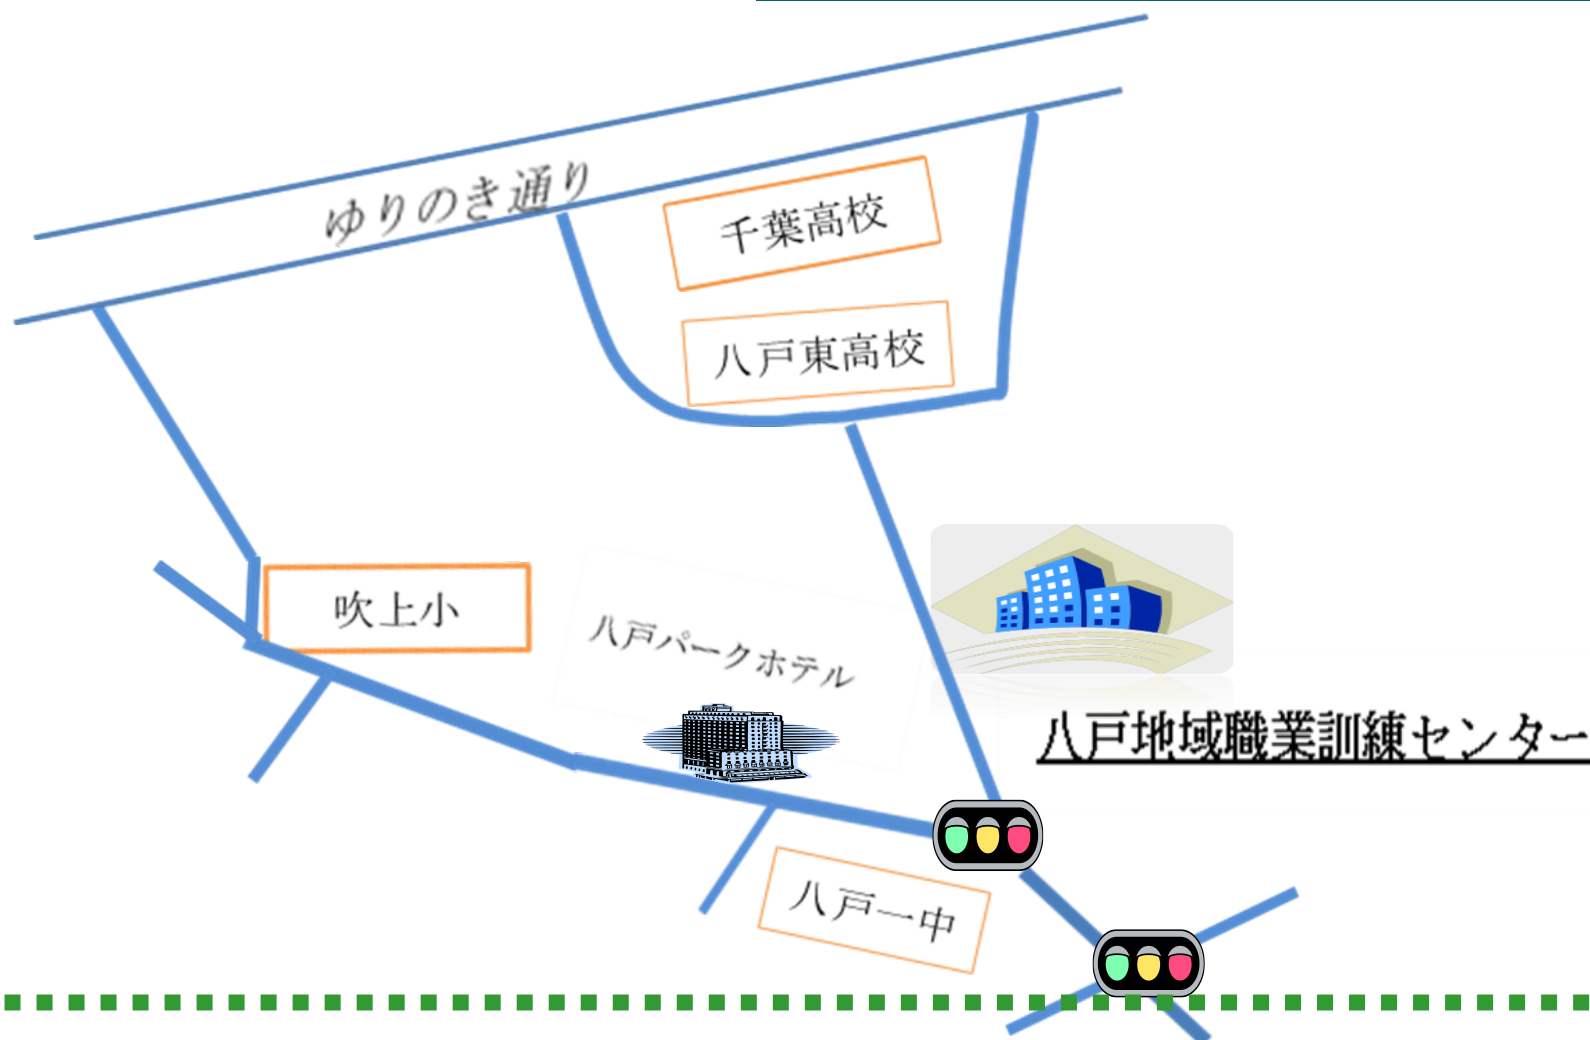 ゆりのき通り
千葉高校
八戸東高校
吹上小
八戸パークホテル
八戸地域職業訓練センター
八戸一中